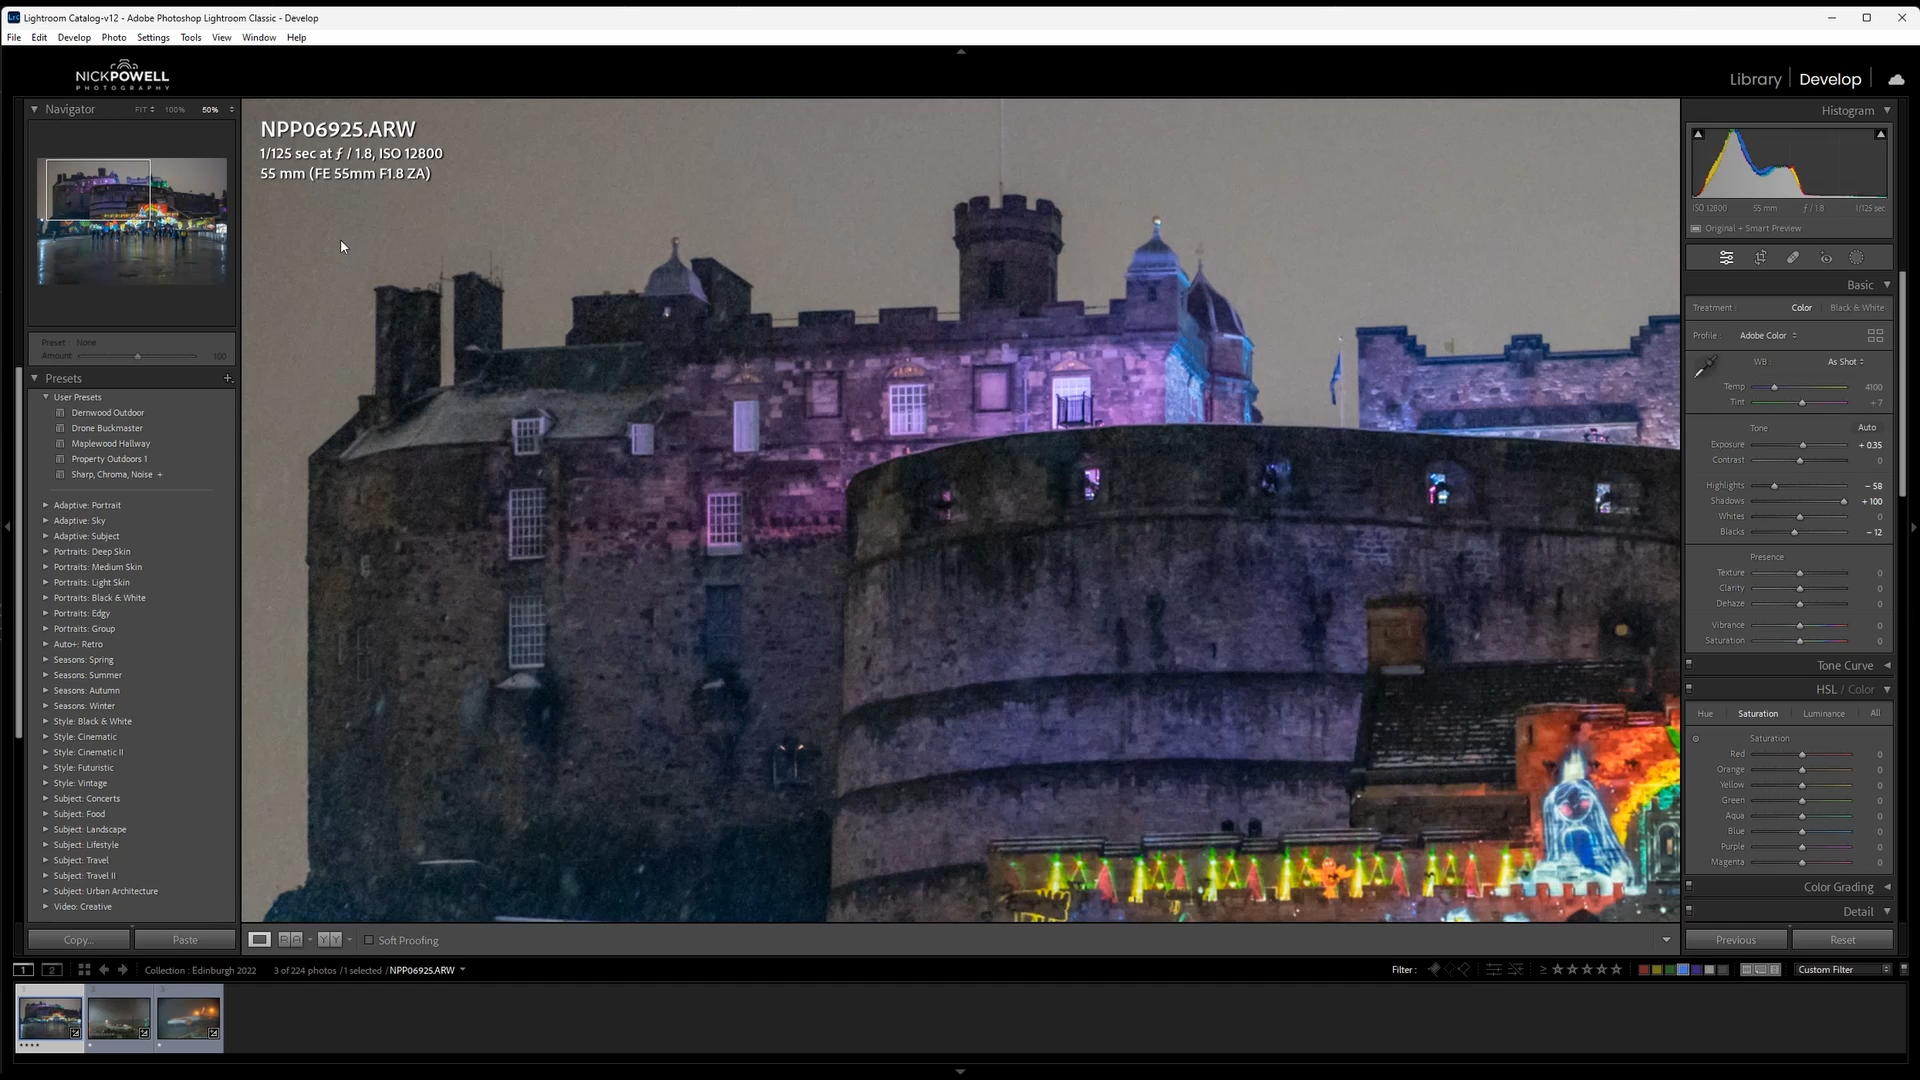 Lightroom Catalog-v12 - Adobe Photoshop Lightroom Classic - Develop
File Edit Develop Photo Settings Tools View Window Help
NICKPOWELL
PHOTOGRAPHY
Library Develop
Navigator FIT 100% 50%
Preset : None
Amount 100
Presets +
User Presets
Dernwood Outdoor
Drone Buckmaster
Maplewood Hallway
Property Outdoors 1
Sharp, Chroma, Noise +
Adaptive: Portrait
Adaptive: Sky
Adaptive: Subject
Portraits: Deep Skin
Portraits: Medium Skin
Portraits: Light Skin
Portraits: Black & White
Portraits: Edgy
Portraits: Group
Auto+: Retro
Seasons: Spring
Seasons: Summer
Seasons: Autumn
Seasons: Winter
Style: Black & White
Style: Cinematic
Style: Cinematic II
Style: Futuristic
Style: Vintage
Subject: Concerts
Subject: Food
Subject: Landscape
Subject: Lifestyle
Subject: Travel
Subject: Travel II
Subject: Urban Architecture
Video: Creative
Copy... Paste
NPP06925.ARW
1/125 sec at ƒ / 1.8, ISO 12800
55 mm (FE 55mm F1.8 ZA)
Soft Proofing
Histogram
ISO 12800 55 mm ƒ / 1.8 1/125 sec
Original + Smart Preview
Basic
Treatment : Color Black & White
Profile : Adobe Color
WB : As Shot
Temp 4100
Tint + 7
Tone Auto
Exposure + 0.35
Contrast 0
Highlights − 58
Shadows + 100
Whites 0
Blacks − 12
Presence
Texture 0
Clarity 0
Dehaze 0
Vibrance 0
Saturation 0
Tone Curve
HSL / Color
Hue Saturation Luminance All
Saturation
Red 0
Orange 0
Yellow 0
Green 0
Aqua 0
Blue 0
Purple 0
Magenta 0
Color Grading
Detail
Previous Reset
1 2 Collection : Edinburgh 2022 3 of 224 photos / 1 selected / NPP06925.ARW Filter : Custom Filter